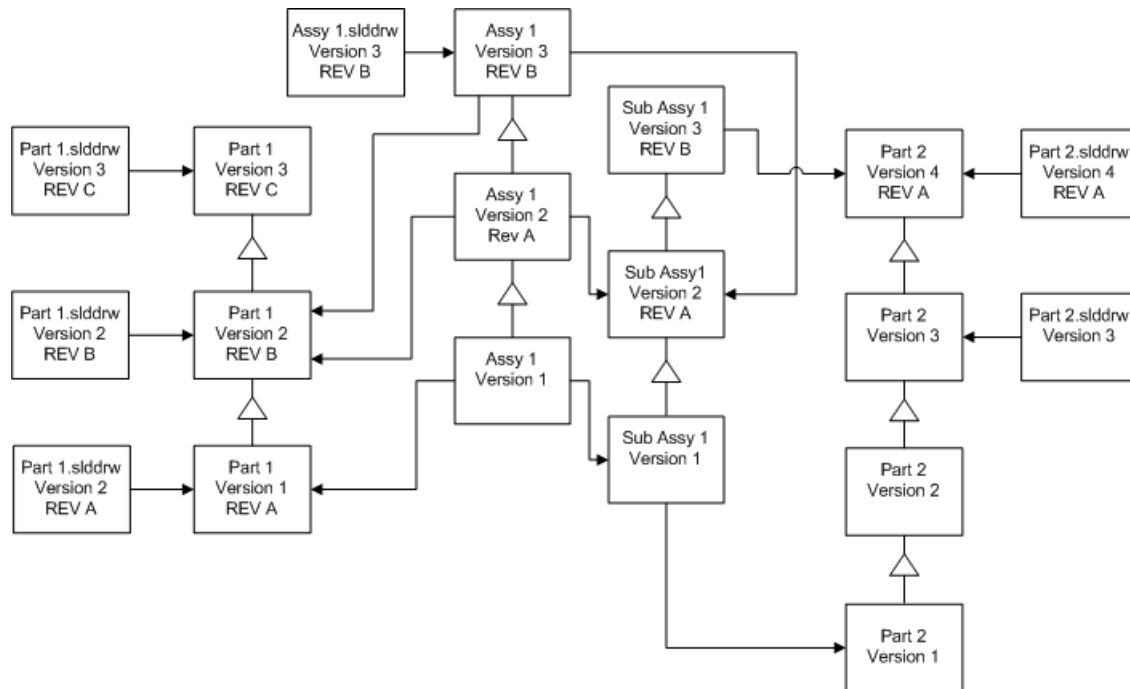 Assy 1.slddrw
Version 3
REV B
Assy 1
Version 3
REV B
Sub Assy 1
Version 3
REV B
Part 1.slddrw
Version 3
REV C
Part 1
Version 3
REV C
Part 2
Version 4
REV A
Part 2.slddrw
Version 4
REV A
Assy 1
Version 2
Rev A
Sub Assy1
Version 2
REV A
Part 1.slddrw
Version 2
REV B
Part 1
Version 2
REV B
Part 2
Version 3
Part 2.slddrw
Version 3
Assy 1
Version 1
Sub Assy 1
Version 1
Part 1.slddrw
Version 2
REV A
Part 1
Version 1
REV A
Part 2
Version 2
Part 2
Version 1